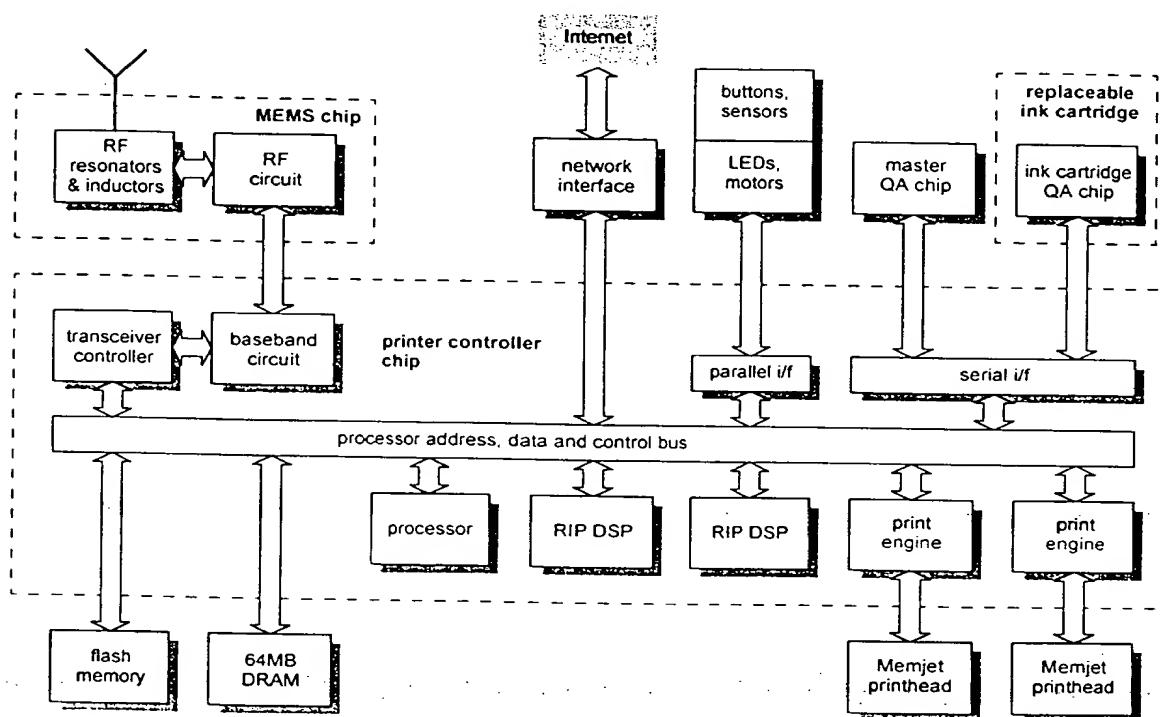 Internet
MEMS chip
RF
resonators
& inductors
RF
circuit
network
interface
buttons,
sensors
LEDs,
motors
master
QA chip
replaceable
ink cartridge
ink cartridge
QA chip
transceiver
controller
baseband
circuit
printer controller
chip
parallel i/f
serial i/f
processor address, data and control bus
processor
RIP DSP
RIP DSP
print
engine
print
engine
flash
memory
64MB
DRAM
Memjet
printhead
Memjet
printhead